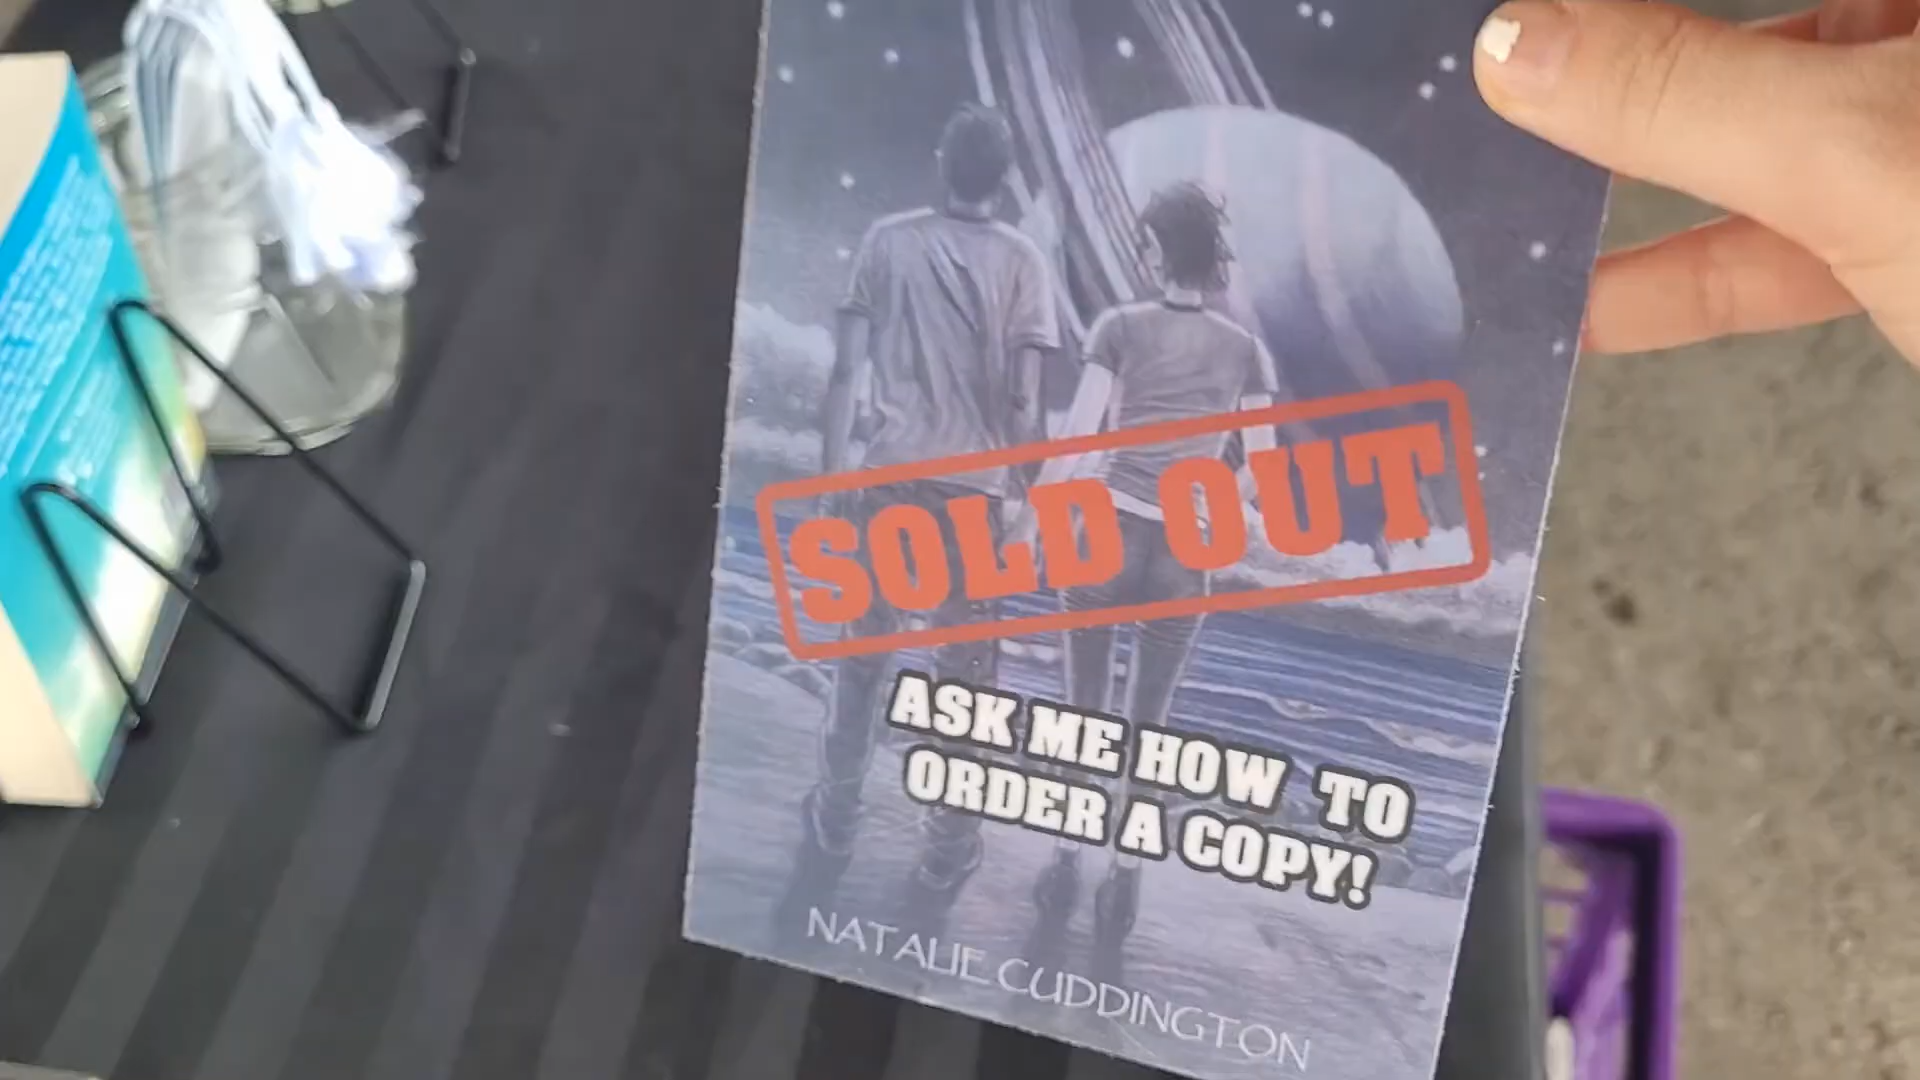 SOLD OUT
ASK ME HOW TO
ORDER A COPY!
NATALIE CUDDINGTON